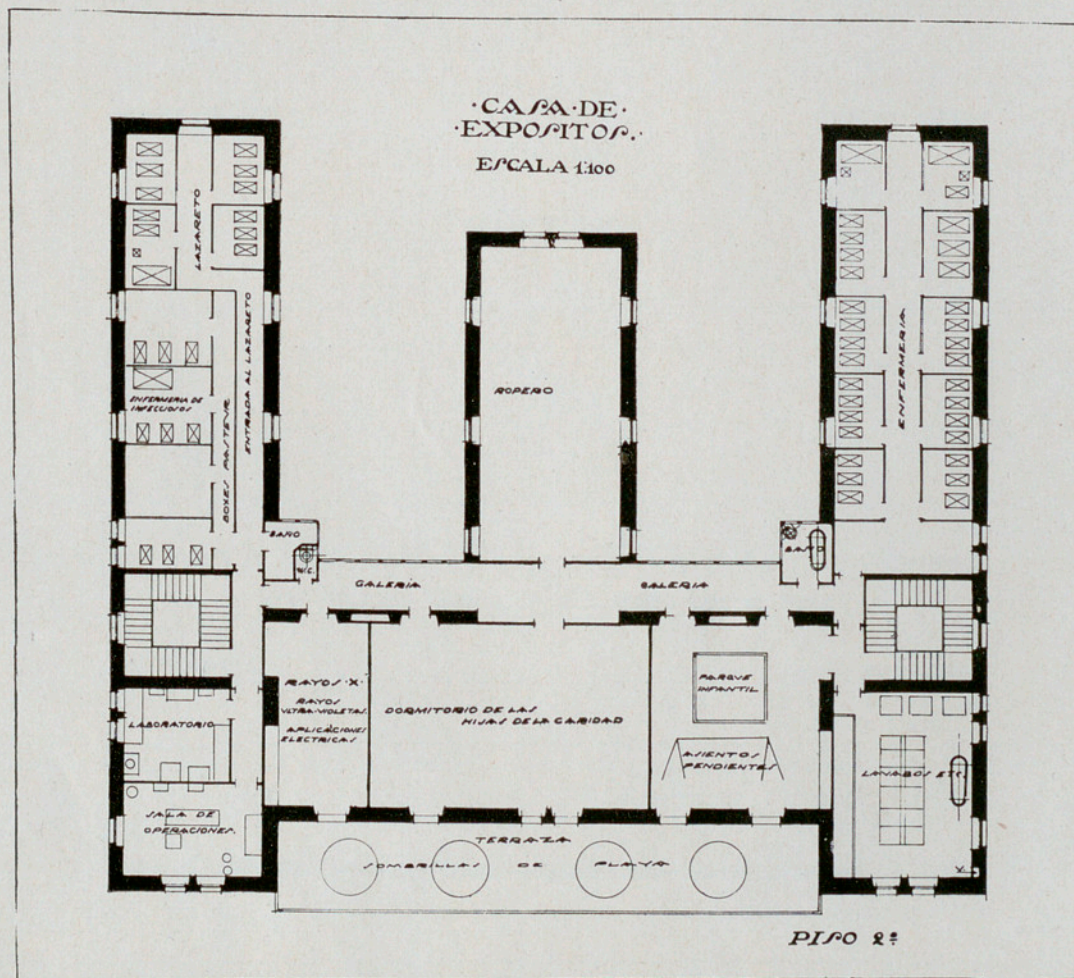 ·CASA·DE·
·EXPOSITOS.·
ESCALA 1:100
LAZARETO
ENTRADA AL LAZARETO
BOXES PASTEUR
ENFERMERIA DE
INFECCIOSOS
ROPERO
ENFERMERIA
BAÑO
W.C.
BAÑO
GALERIA
GALERIA
RAYOS·X·
RAYOS
ULTRA-VIOLETAS.
APLICACIONES
ELECTRICAS
DORMITORIO DE LAS
HIJAS DE LA CARIDAD
PARQUE
INFANTIL
ASIENTOS
PENDIENTES
LABORATORIO
LAVABOS ETC.
SALA DE
OPERACIONES.
TERRAZA
SOMBRILLAS DE PLAYA
PISO 2º